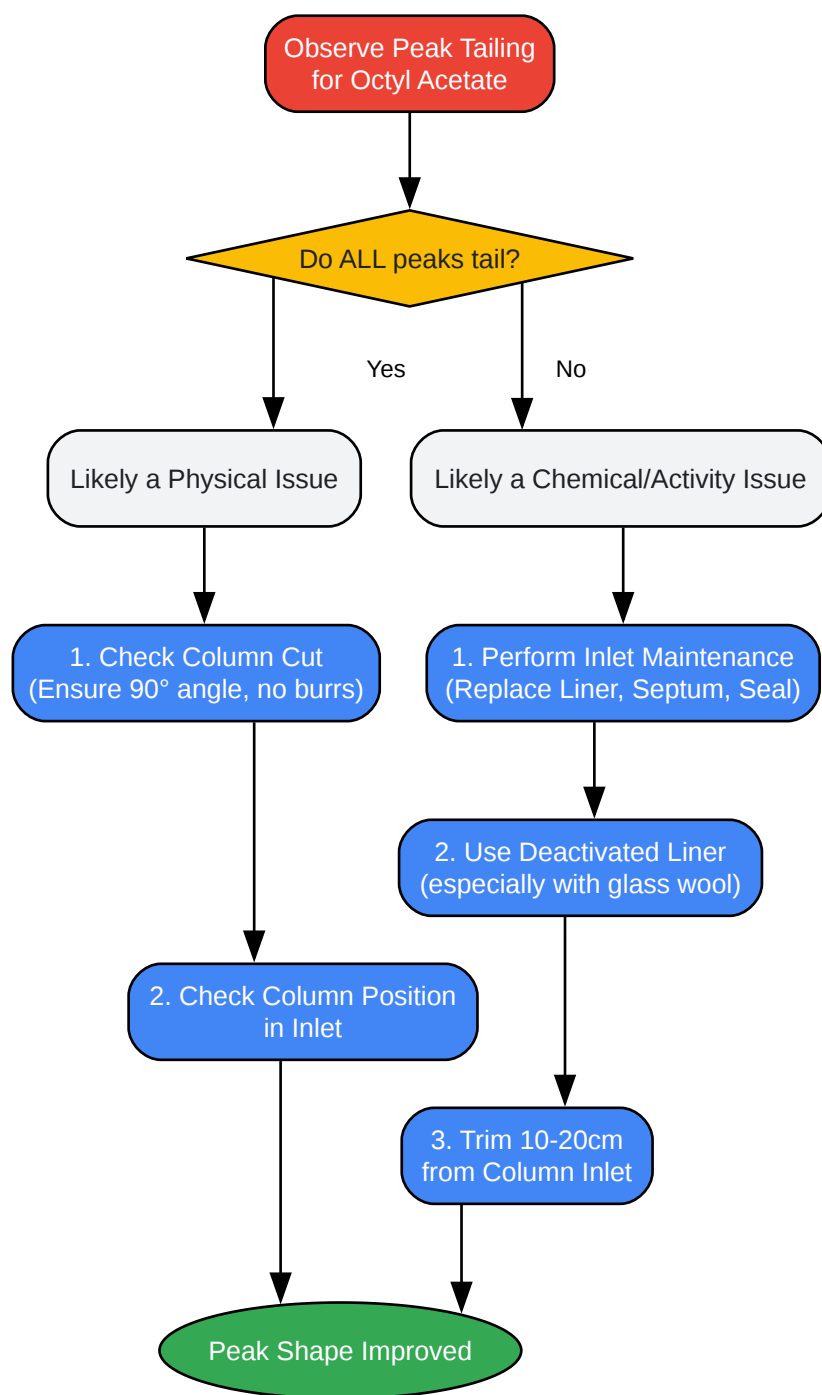 Observe Peak Tailing
for Octyl Acetate
Do ALL peaks tail?
Yes
No
Likely a Physical Issue
Likely a Chemical/Activity Issue
1. Check Column Cut
(Ensure 90° angle, no burrs)
1. Perform Inlet Maintenance
(Replace Liner, Septum, Seal)
2. Use Deactivated Liner
(especially with glass wool)
2. Check Column Position
in Inlet
3. Trim 10-20cm
from Column Inlet
Peak Shape Improved